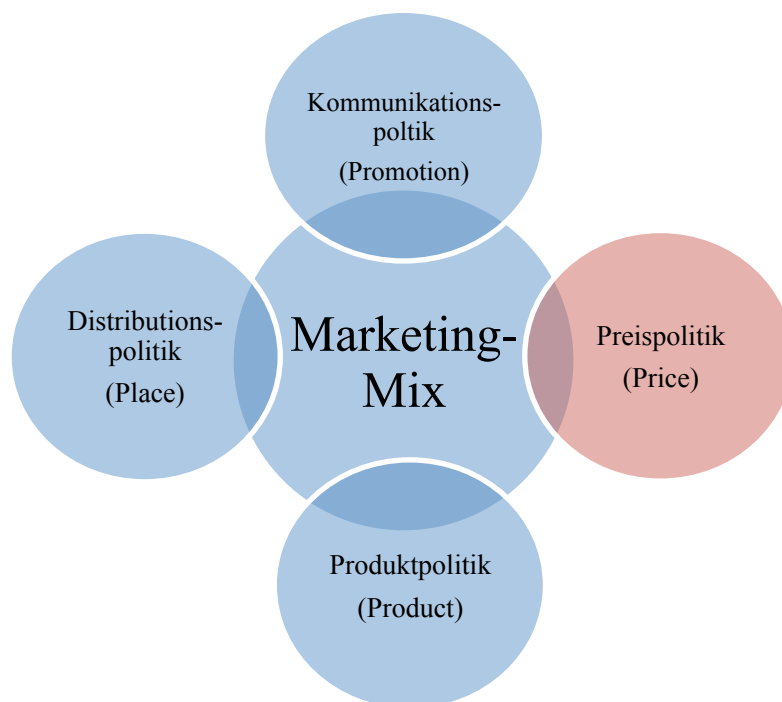 Kommunikations-
poltik
(Promotion)
Distributions-
politik
(Place)
Marketing-
Mix
Preispolitik
(Price)
Produktpolitik
(Product)